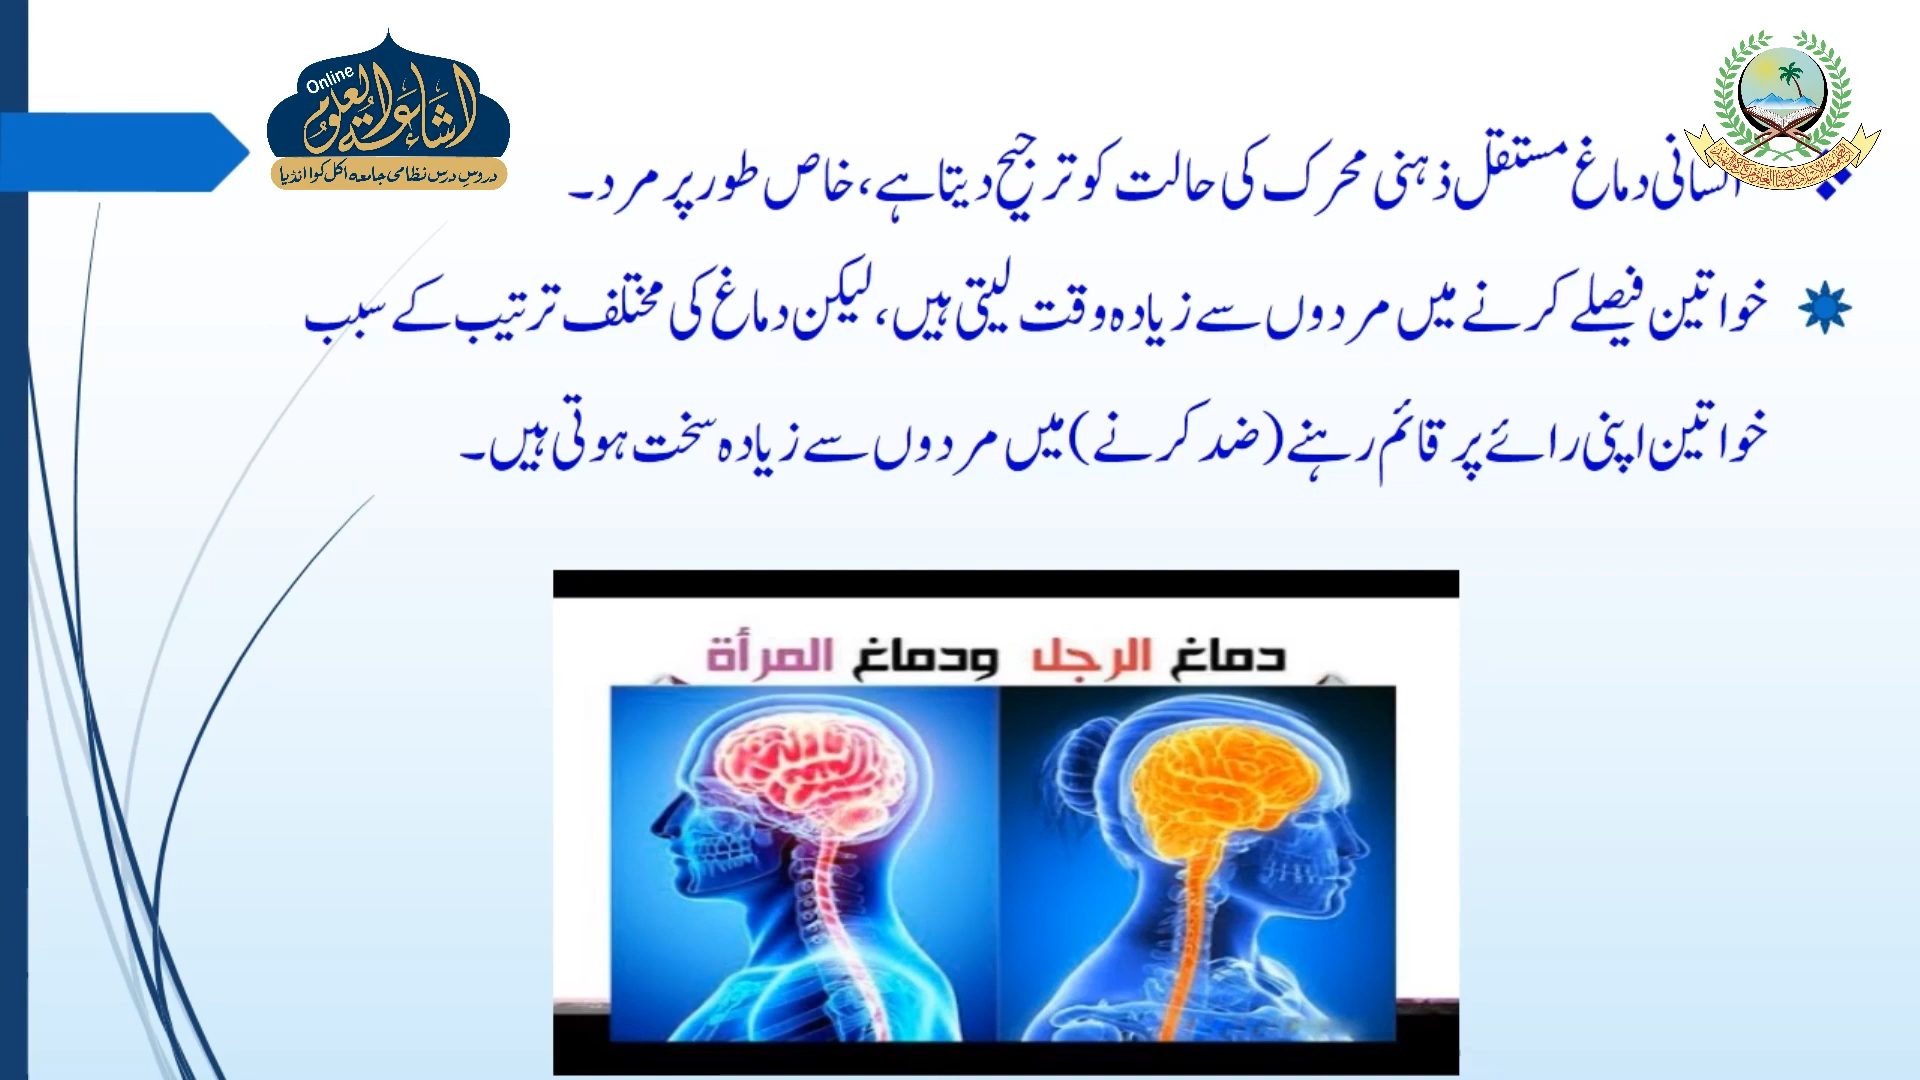 Online
اشاعۃ العلوم
دروسِ درسِ نظامی جامعہ اکل کوا انڈیا
انسانی دماغ مستقل ذہنی محرک کی حالت کو ترجیح دیتا ہے، خاص طور پر مرد۔
خواتین فیصلے کرنے میں مردوں سے زیادہ وقت لیتی ہیں، لیکن دماغ کی مختلف ترتیب کے سبب
خواتین اپنی رائے پر قائم رہنے (ضد کرنے) میں مردوں سے زیادہ سخت ہوتی ہیں۔
دماغ الرجل ودماغ المرأة